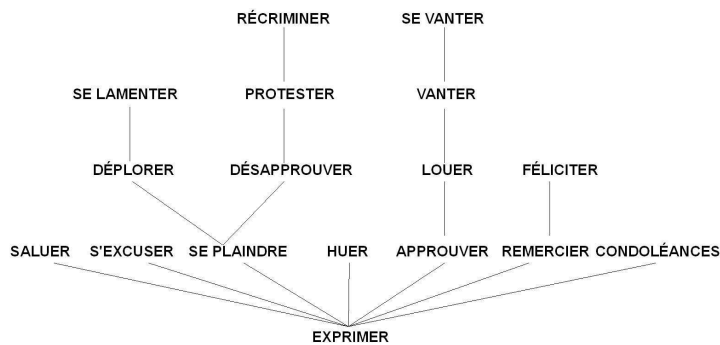 RÉCRIMINER SE VANTER
SE LAMENTER PROTESTER VANTER
DÉPLORER DÉSAPPROUVER LOUER FÉLICITER
SALUER S'EXCUSER SE PLAINDRE HUER APPROUVER REMERCIER CONDOLÉANCES
EXPRIMER